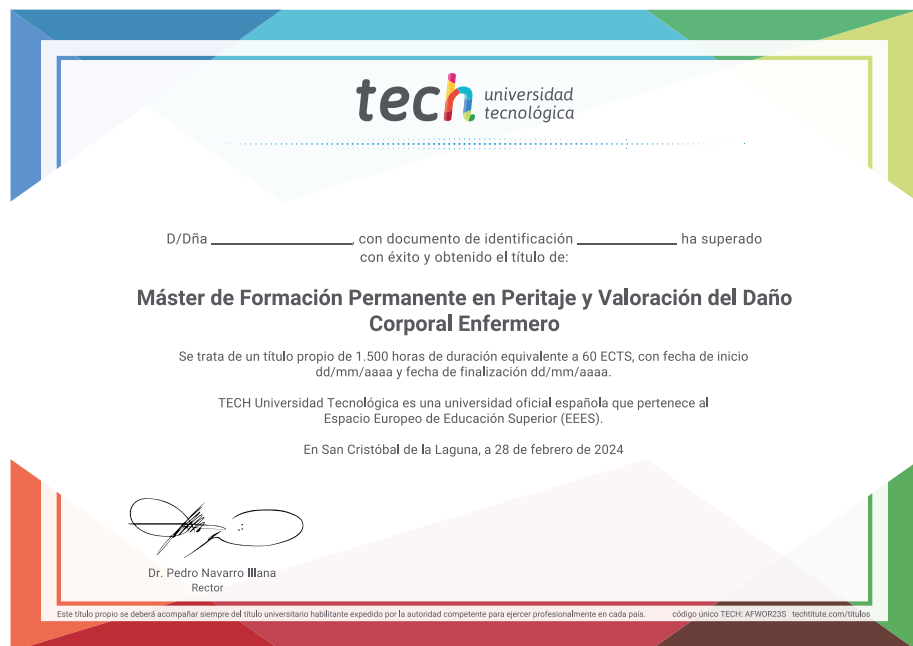 tech universidad
tecnológica
D/Dña ____________________, con documento de identificación __________ ha superado
con éxito y obtenido el título de:
Máster de Formación Permanente en Peritaje y Valoración del Daño
Corporal Enfermero
Se trata de un título propio de 1.500 horas de duración equivalente a 60 ECTS, con fecha de inicio
dd/mm/aaaa y fecha de finalización dd/mm/aaaa.
TECH Universidad Tecnológica es una universidad oficial española que pertenece al
Espacio Europeo de Educación Superior (EEES).
En San Cristóbal de la Laguna, a 28 de febrero de 2024
Dr. Pedro Navarro Illana
Rector
Este título propio se deberá acompañar siempre del título universitario habilitante expedido por la autoridad competente para ejercer profesionalmente en cada país. código único TECH: AFWOR23S techtitute.com/titulos